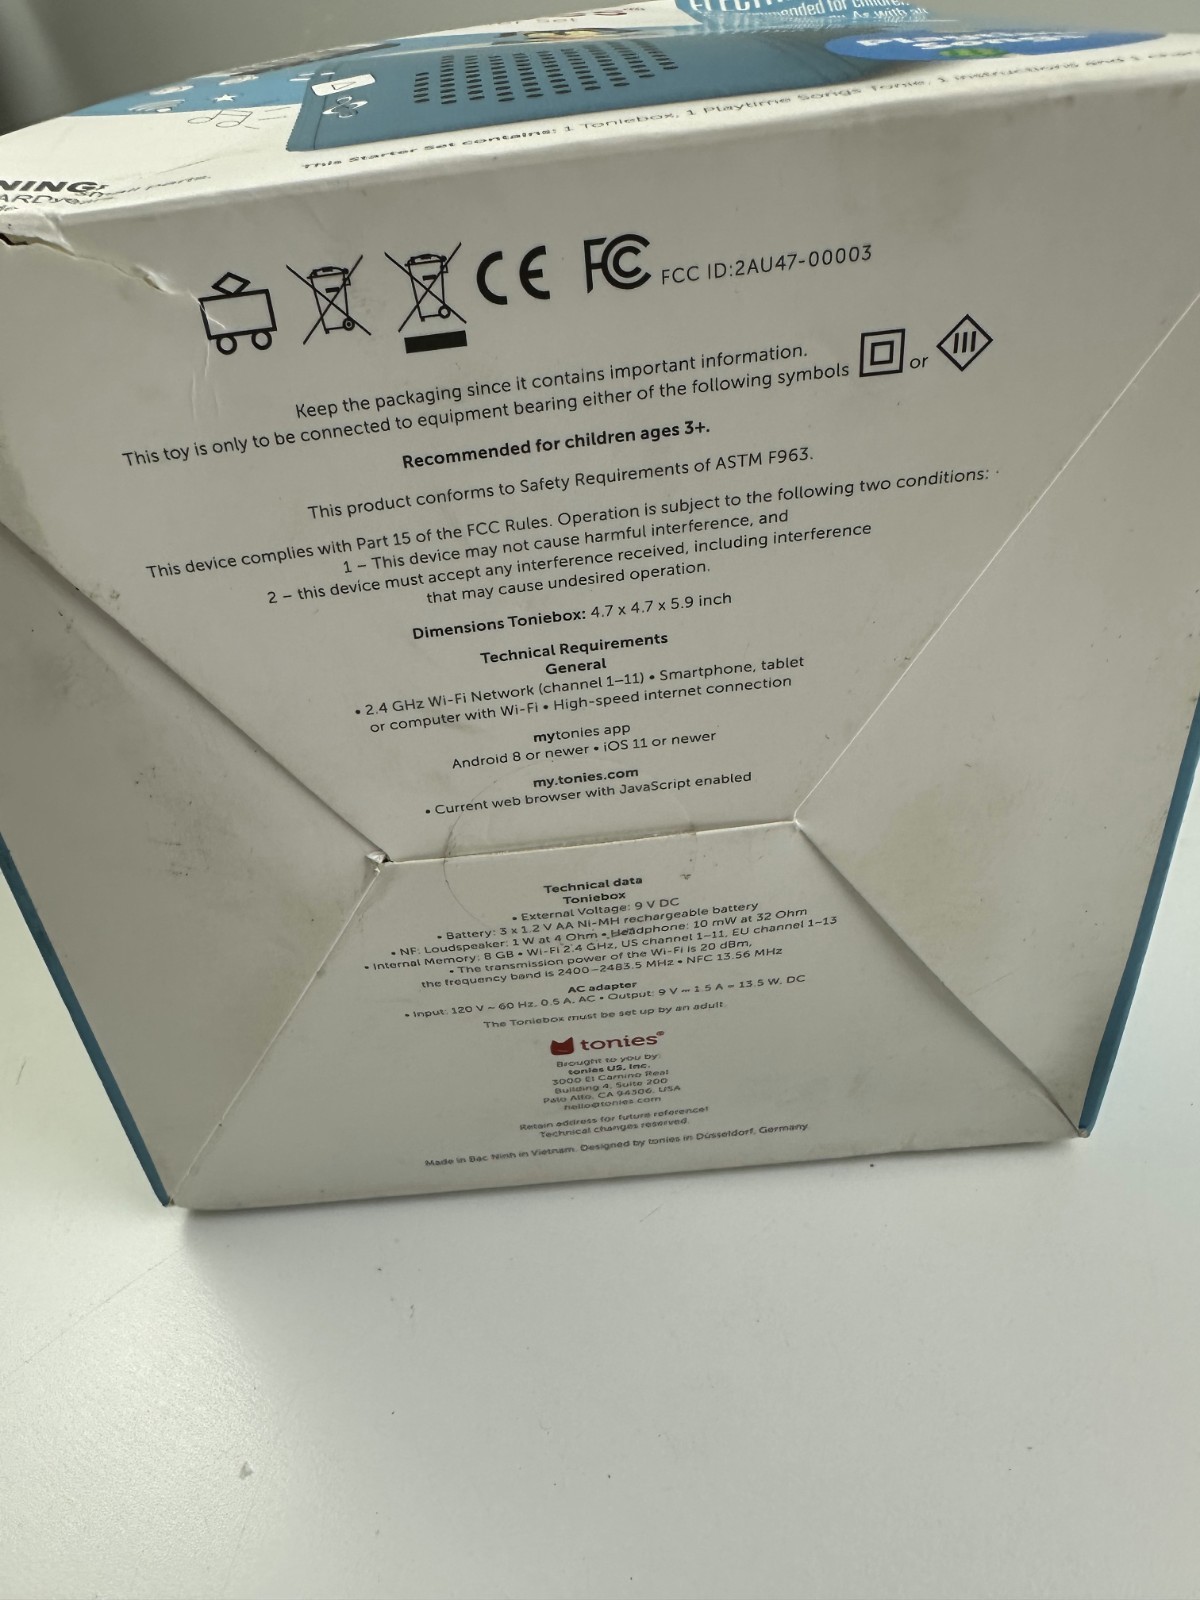 This Starter Set contains: 1 Toniebox, 1 Playtime Songs Tonie, 1 instructions and 1
FCC ID:2AU47-00003
Keep the packaging since it contains important information.
This toy is only to be connected to equipment bearing either of the following symbols or
Recommended for children ages 3+.
This product conforms to Safety Requirements of ASTM F963.
This device complies with Part 15 of the FCC Rules. Operation is subject to the following two conditions:
1 – This device may not cause harmful interference, and
2 – this device must accept any interference received, including interference
that may cause undesired operation.
Dimensions Toniebox: 4.7 x 4.7 x 5.9 inch
Technical Requirements
General
• 2.4 GHz Wi-Fi Network (channel 1–11) • Smartphone, tablet
or computer with Wi-Fi • High-speed internet connection
mytonies app
Android 8 or newer • iOS 11 or newer
my.tonies.com
• Current web browser with JavaScript enabled
Technical data
Toniebox
• External Voltage: 9 V DC
• Battery: 3 x 1.2 V AA Ni-MH rechargeable battery
• NF: Loudspeaker: 1 W at 4 Ohm • Headphone: 10 mW at 32 Ohm
• Internal Memory: 8 GB • Wi-Fi 2.4 GHz, US channel 1–11, EU channel 1–13
• The transmission power of the Wi-Fi is 20 dBm,
the frequency band is 2400–2483.5 MHz • NFC 13.56 MHz
AC adapter
• Input: 120 V ~ 60 Hz, 0.5 A, AC • Output: 9 V ⎓ 1.5 A = 13.5 W, DC
The Toniebox must be set up by an adult.
tonies®
Brought to you by:
tonies US, Inc.
3000 El Camino Real
Building 4, Suite 200
Palo Alto, CA 94306, USA
hello@tonies.com
Retain address for future reference!
Technical changes reserved.
Made in Bac Ninh in Vietnam. Designed by tonies in Düsseldorf, Germany.